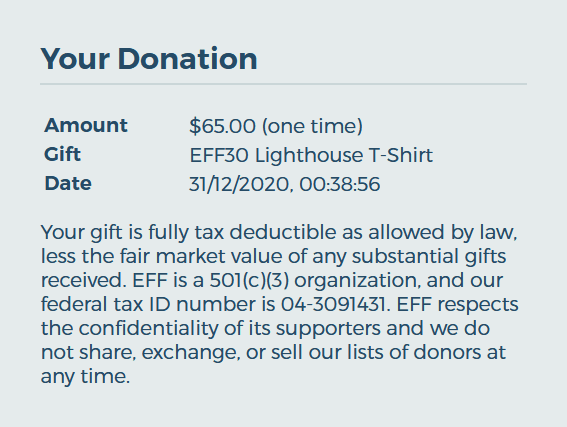 Your Donation
Amount $65.00 (one time)
Gift EFF30 Lighthouse T-Shirt
Date 31/12/2020, 00:38:56
Your gift is fully tax deductible as allowed by law,
less the fair market value of any substantial gifts
received. EFF is a 501(c)(3) organization, and our
federal tax ID number is 04-3091431. EFF respects
the confidentiality of its supporters and we do
not share, exchange, or sell our lists of donors at
any time.